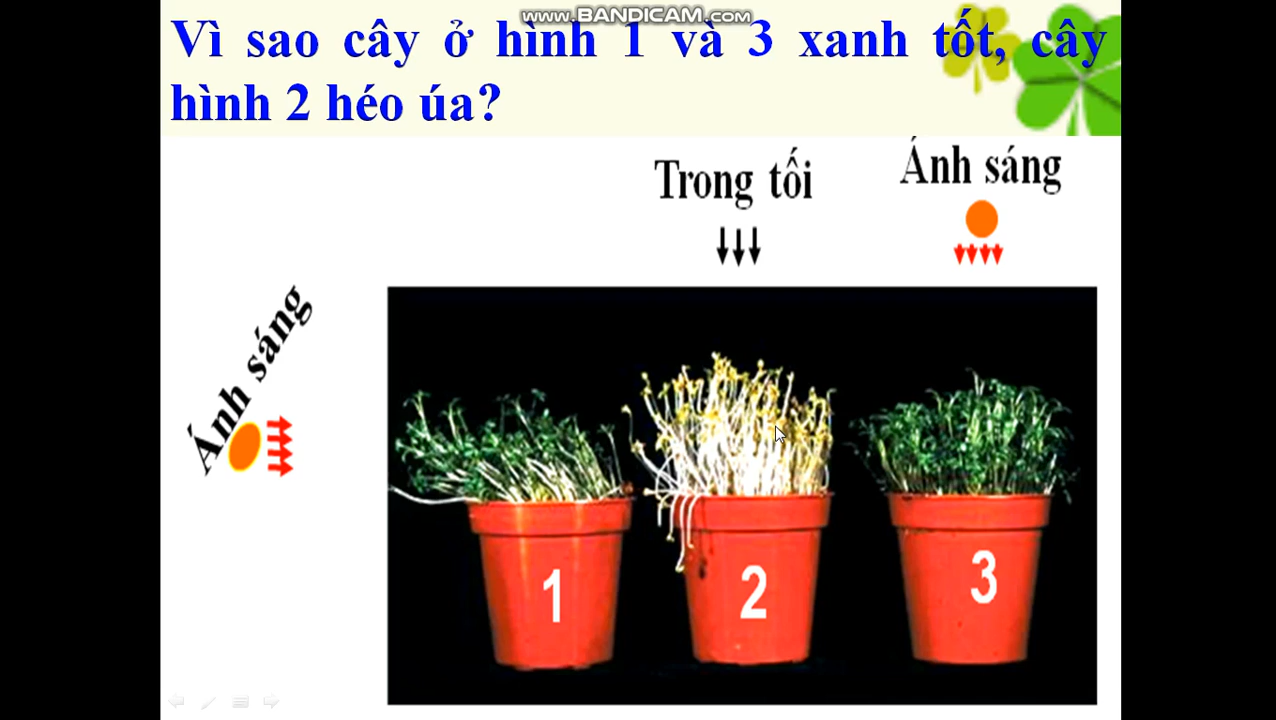 www.BANDICAM.com
Vì sao cây ở hình 1 và 3 xanh tốt, cây
hình 2 héo úa?
Trong tối
Ánh sáng
Ánh sáng
1
2
3